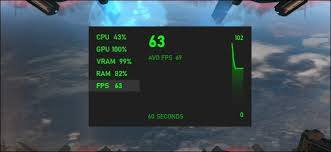 CPU 43%
GPU 100%
VRAM 99%
RAM 82%
FPS 63
63
AVG FPS 69
102
0
60 SECONDS